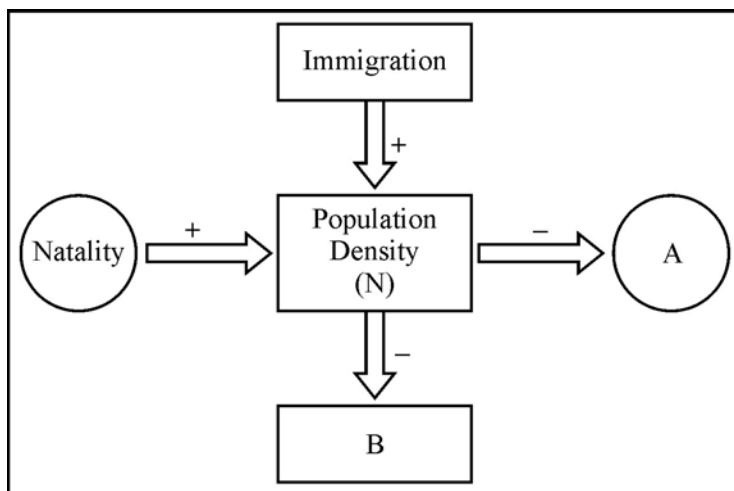 Immigration
+
Natality
+
Population
Density
(N)
–
A
–
B